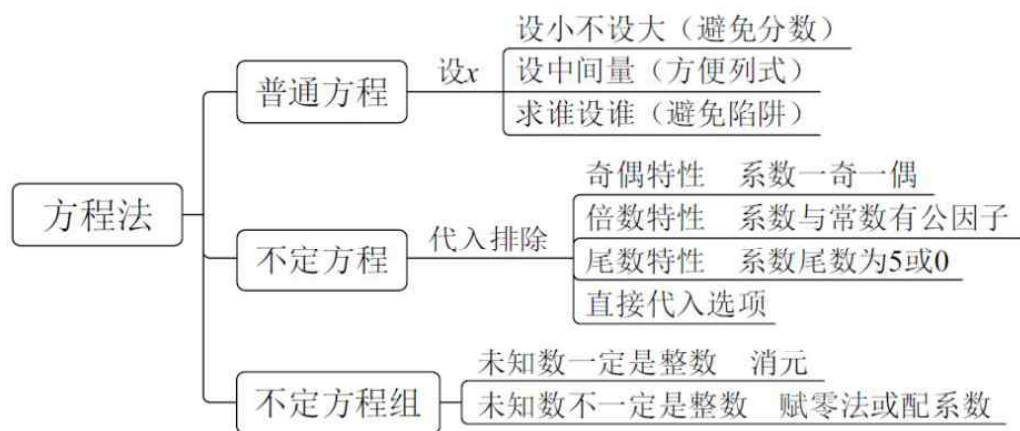 方程法
普通方程
设x
设小不设大（避免分数）
设中间量（方便列式）
求谁设谁（避免陷阱）
不定方程
代入排除
奇偶特性 系数一奇一偶
倍数特性 系数与常数有公因子
尾数特性 系数尾数为5或0
直接代入选项
不定方程组
未知数一定是整数 消元
未知数不一定是整数 赋零法或配系数